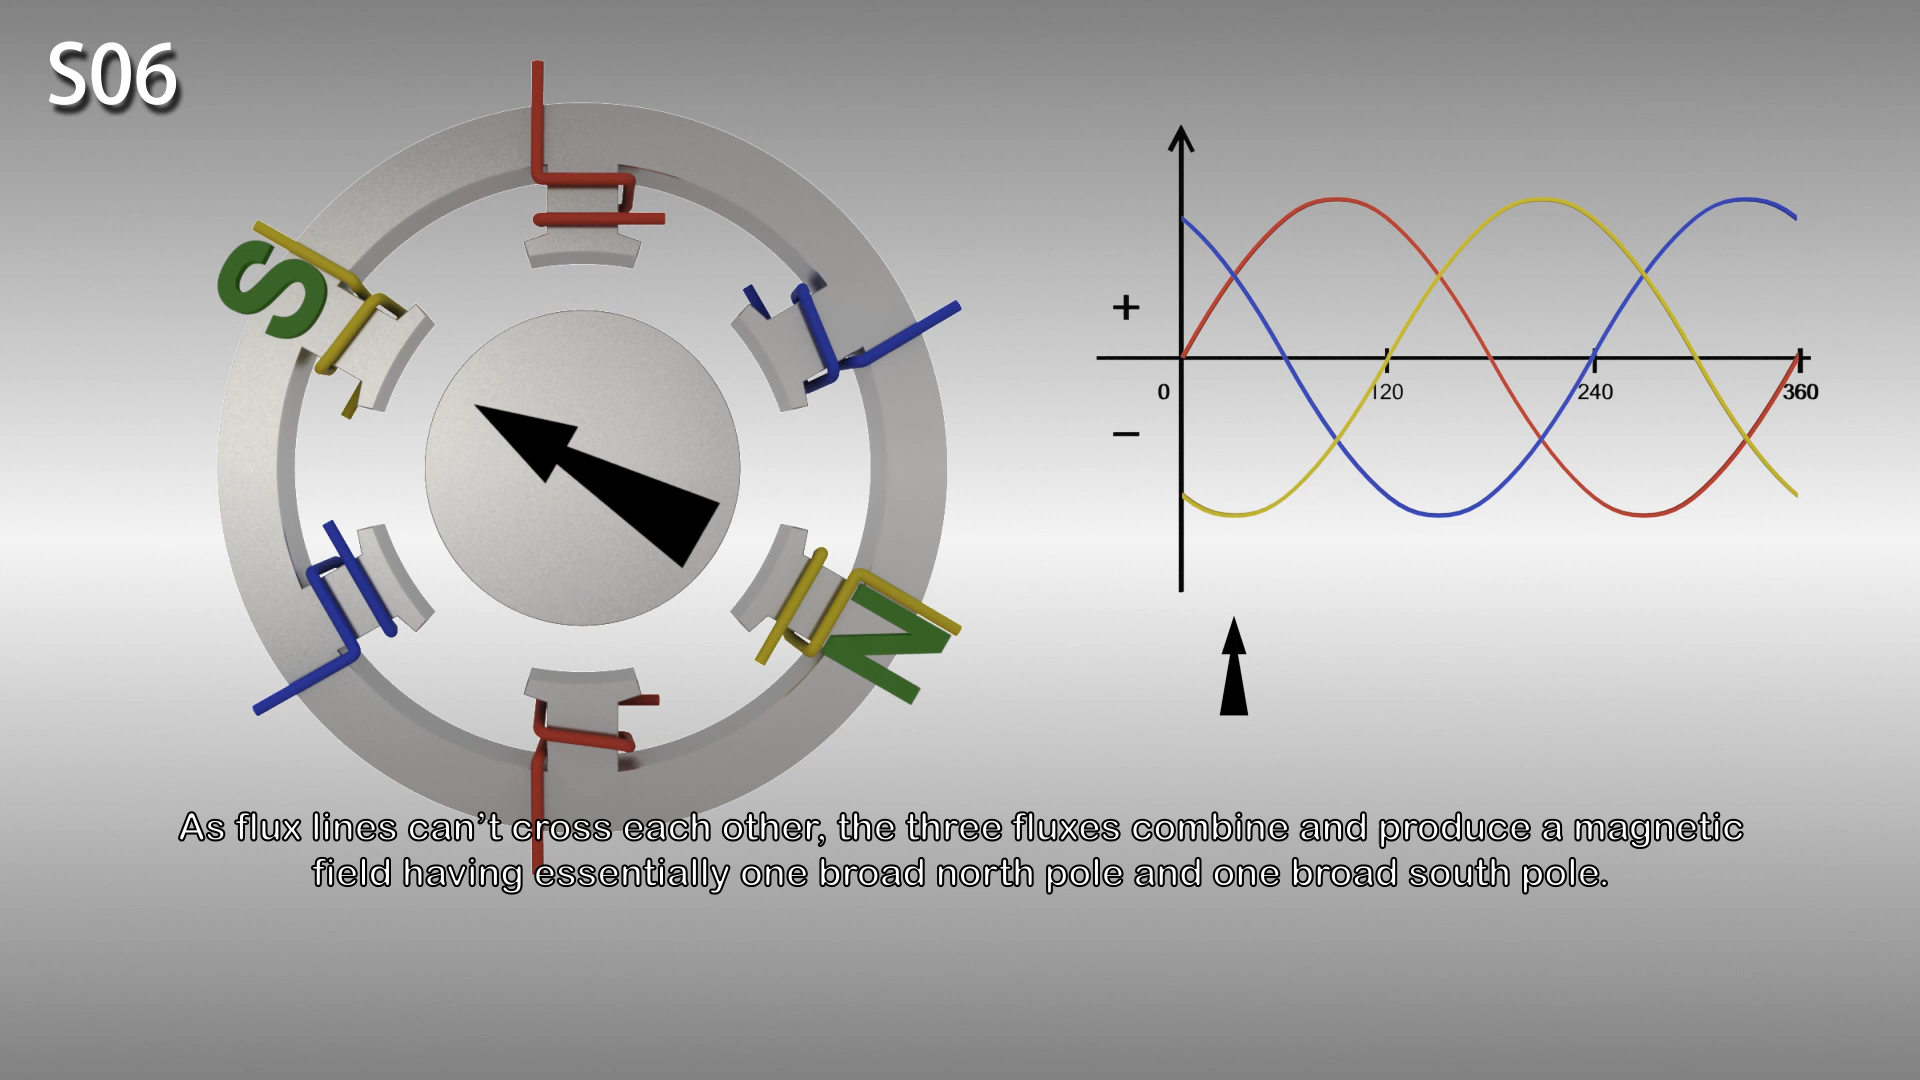 S06
S
N
+
−
0
120
240
360
As flux lines can’t cross each other, the three fluxes combine and produce a magnetic
field having essentially one broad north pole and one broad south pole.